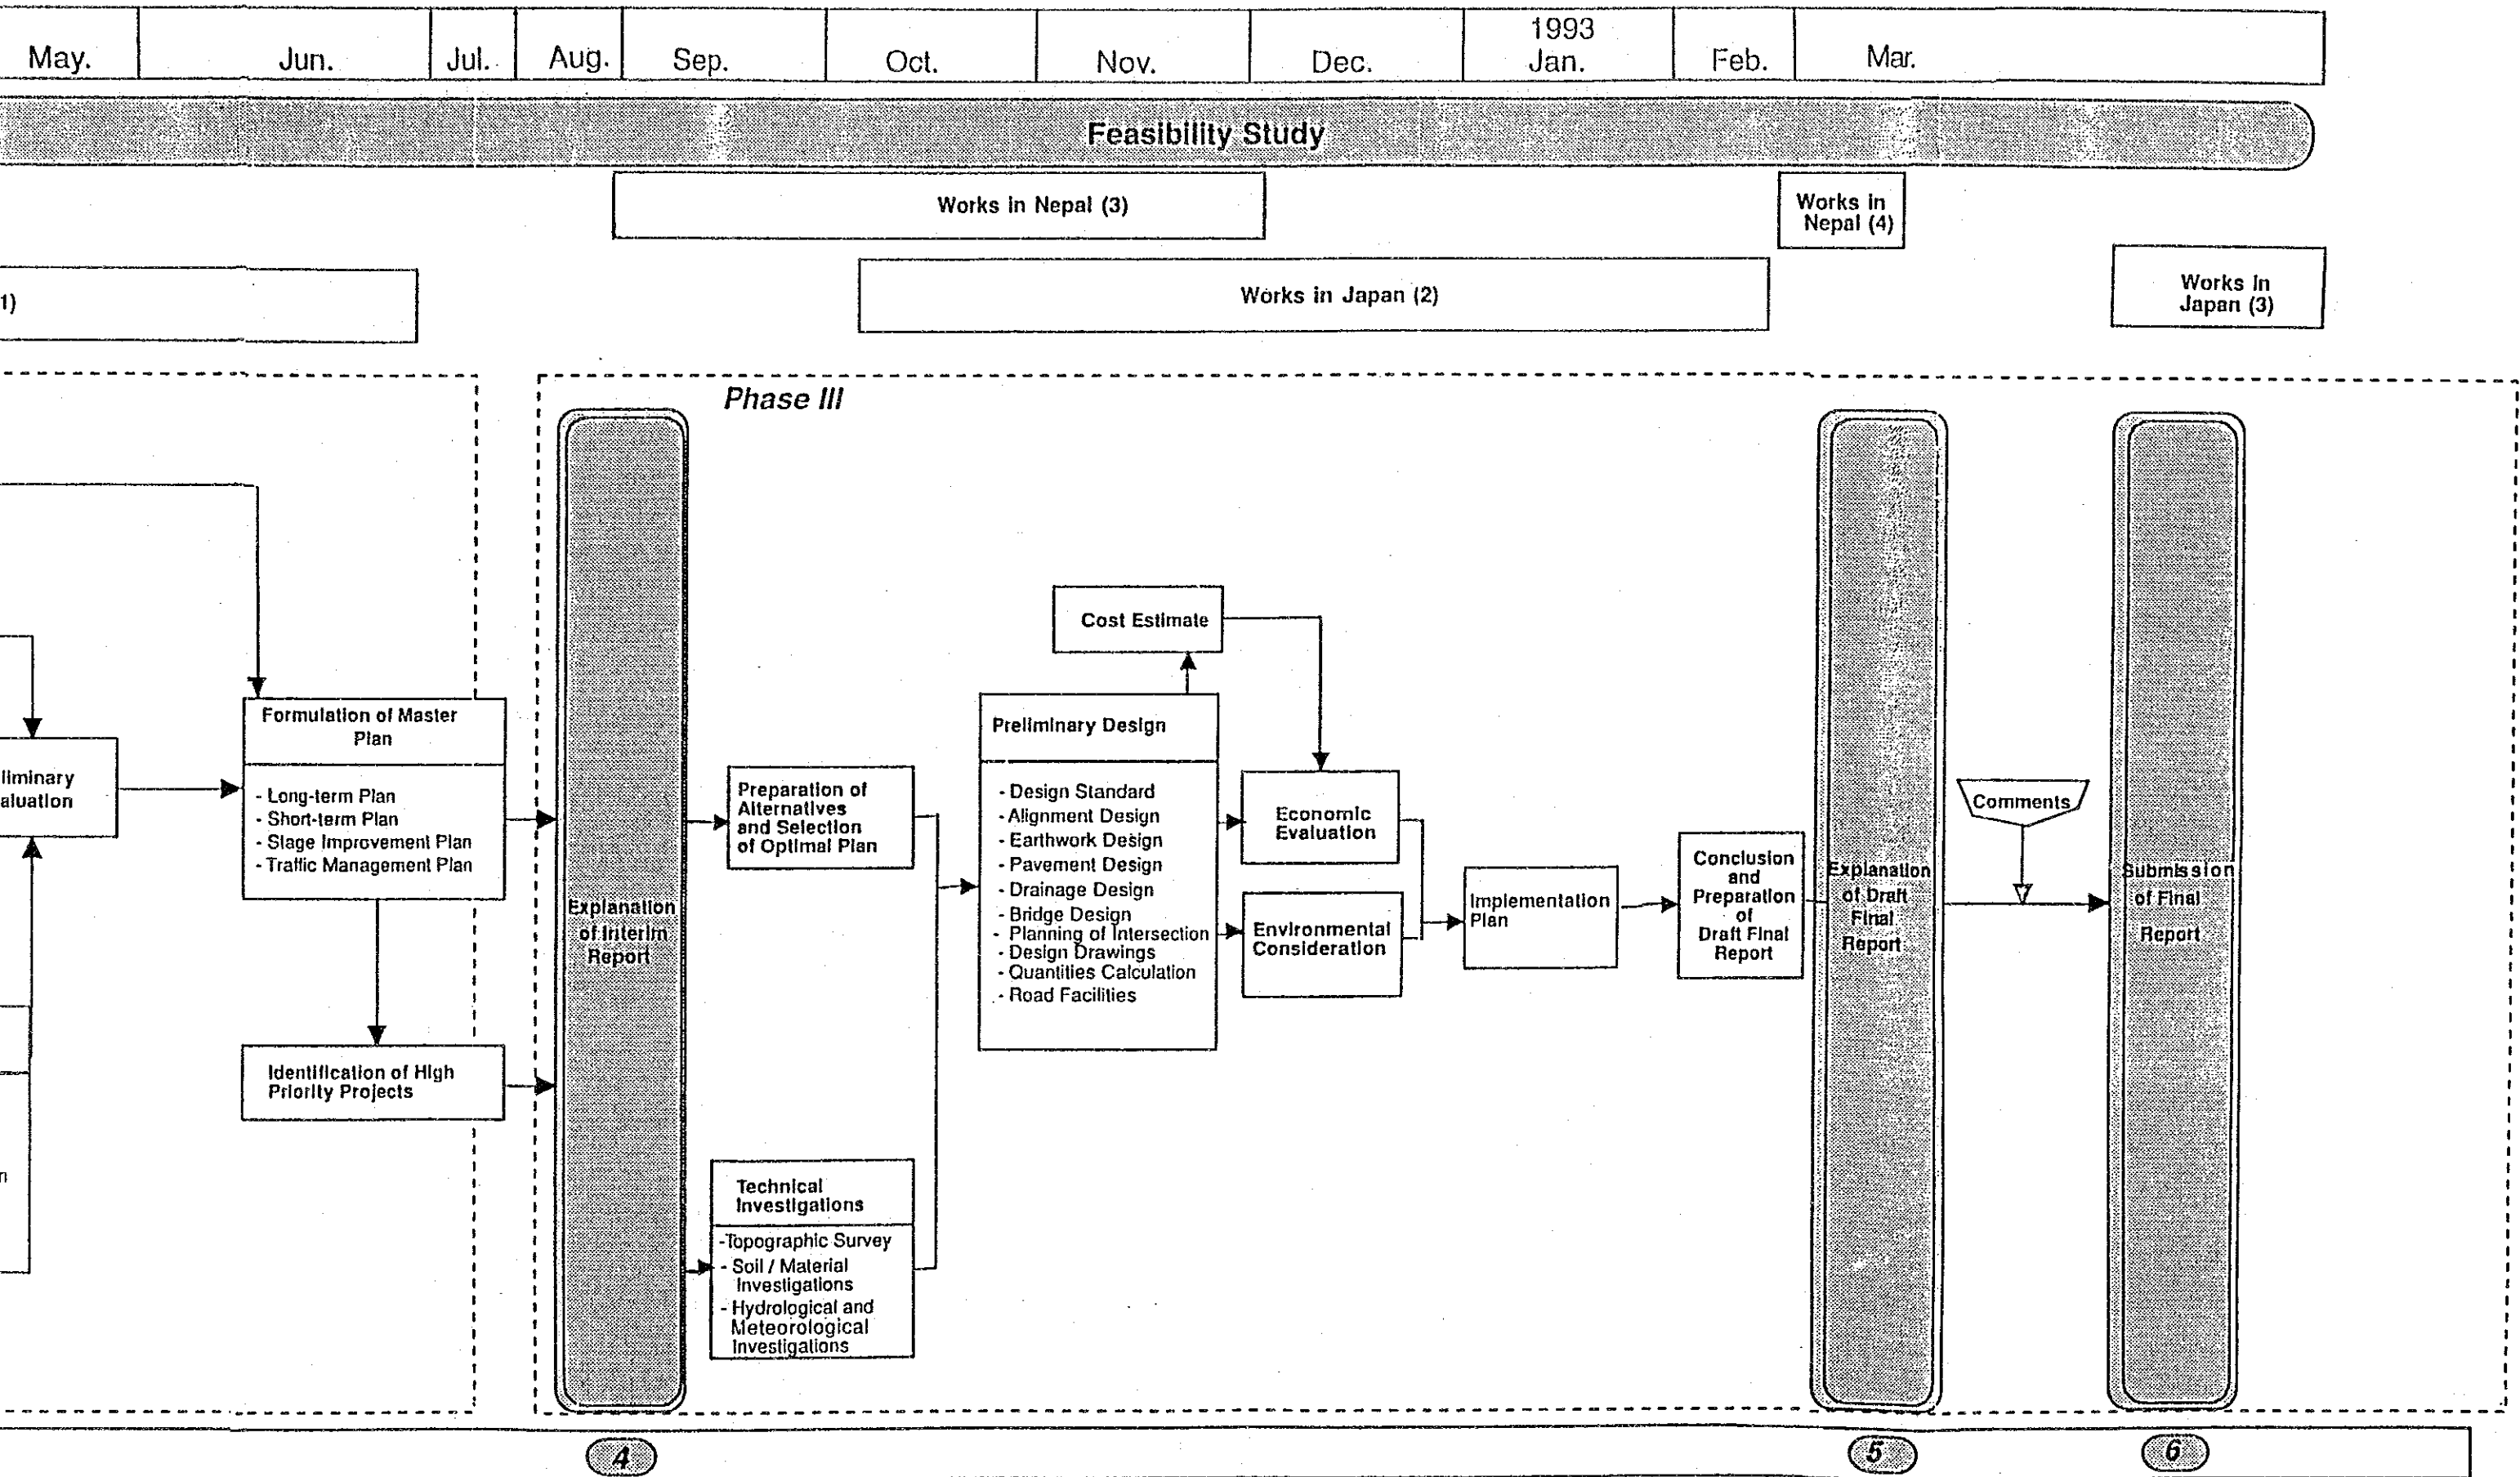 1993
May.
Jun.
Jul.
Aug.
Sep.
Oct.
Nov.
Dec.
Jan.
Feb.
Mar.
Feasibility Study
Works in Nepal (3)
Works in
Nepal (4)
1)
Works in Japan (2)
Works in
Japan (3)
Phase III
liminary
aluation
Formulation of Master
Plan
- Long-term Plan
- Short-term Plan
- Stage Improvement Plan
- Traffic Management Plan
Identification of High
Priority Projects
n
Explanation
of Interim
Report
Preparation of
Alternatives
and Selection
of Optimal Plan
Technical
Investigations
-Topographic Survey
- Soil / Material
Investigations
- Hydrological and
Meteorological
Investigations
Cost Estimate
Preliminary Design
- Design Standard
- Alignment Design
- Earthwork Design
- Pavement Design
- Drainage Design
- Bridge Design
- Planning of Intersection
- Design Drawings
- Quantities Calculation
- Road Facilities
Economic
Evaluation
Environmental
Consideration
Implementation
Plan
Conclusion
and
Preparation
of
Draft Final
Report
Explanation
of Draft
Final
Report
Comments
Submission
of Final
Report
4
5
6